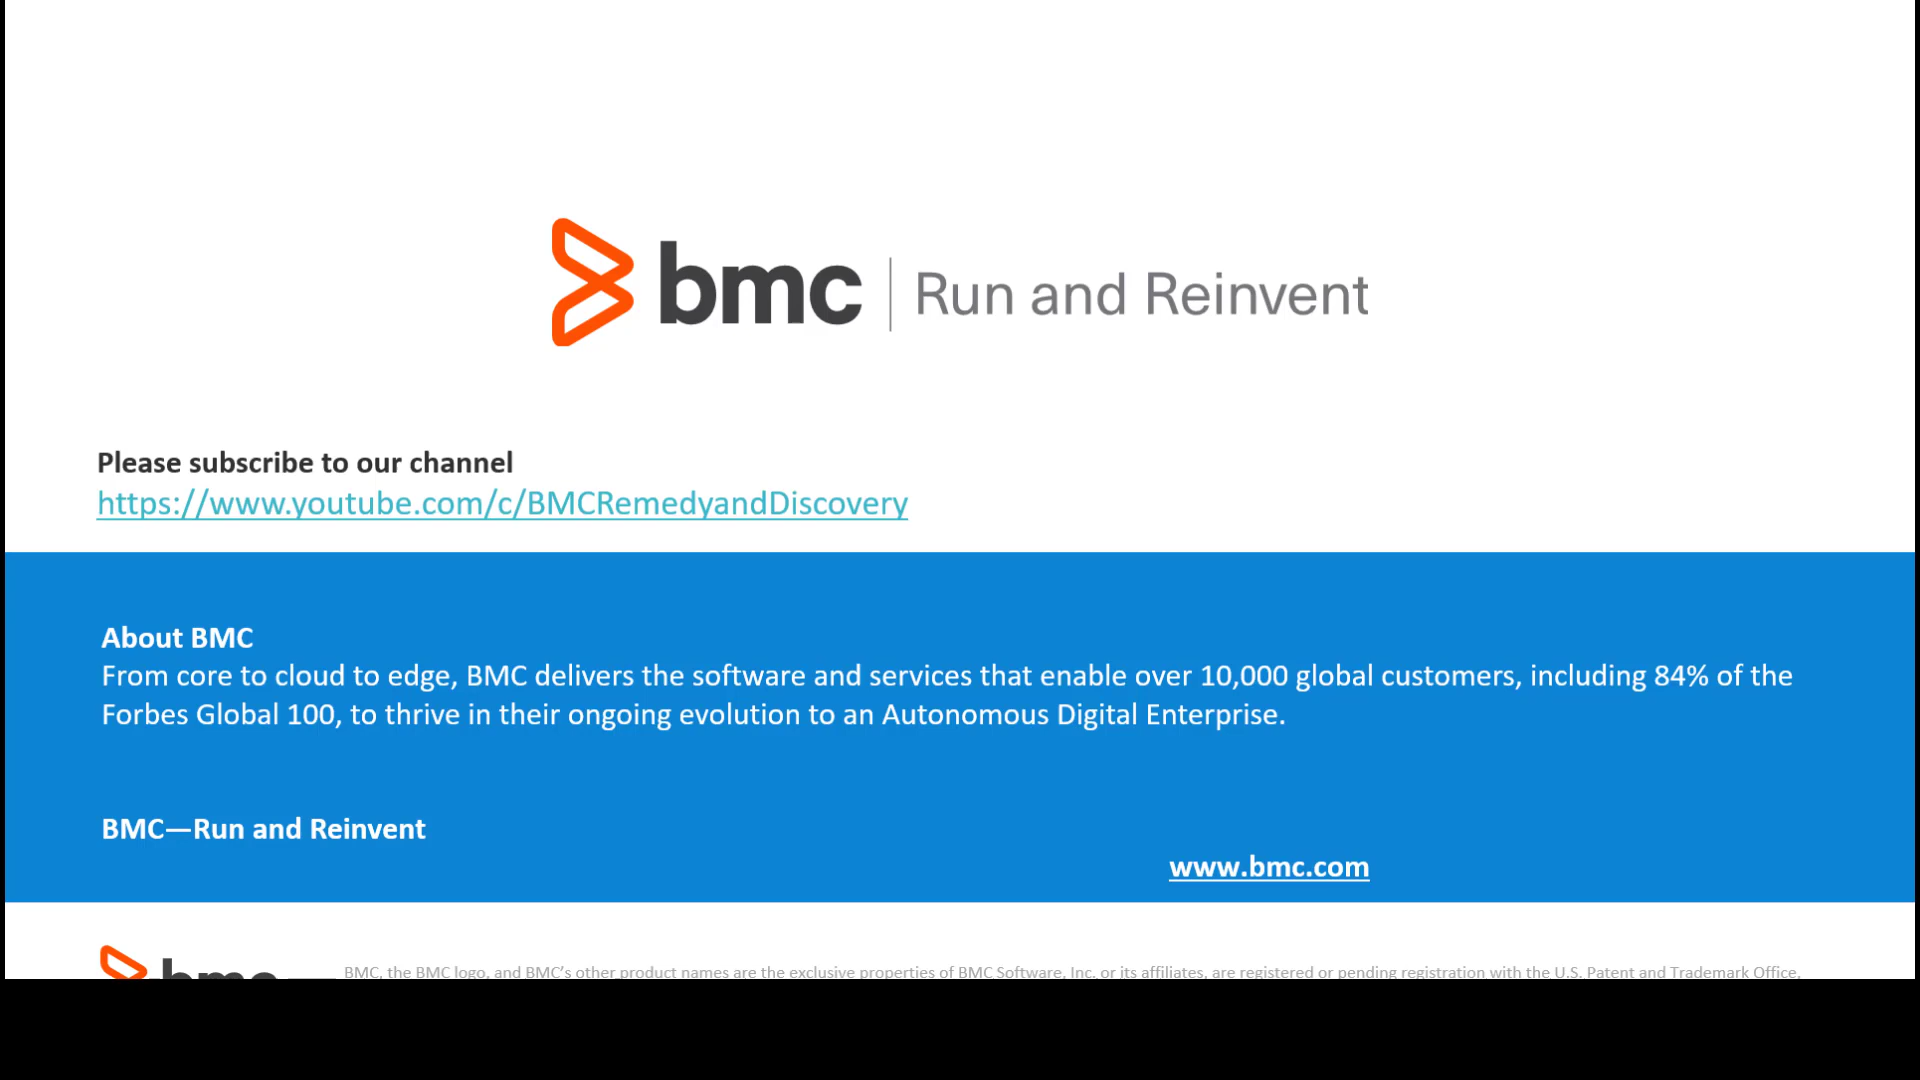 bmc | Run and Reinvent
Please subscribe to our channel
https://www.youtube.com/c/BMCRemedyandDiscovery
About BMC
From core to cloud to edge, BMC delivers the software and services that enable over 10,000 global customers, including 84% of the
Forbes Global 100, to thrive in their ongoing evolution to an Autonomous Digital Enterprise.
BMC—Run and Reinvent
www.bmc.com
bmc
BMC, the BMC logo, and BMC’s other product names are the exclusive properties of BMC Software, Inc. or its affiliates, are registered or pending registration with the U.S. Patent and Trademark Office,